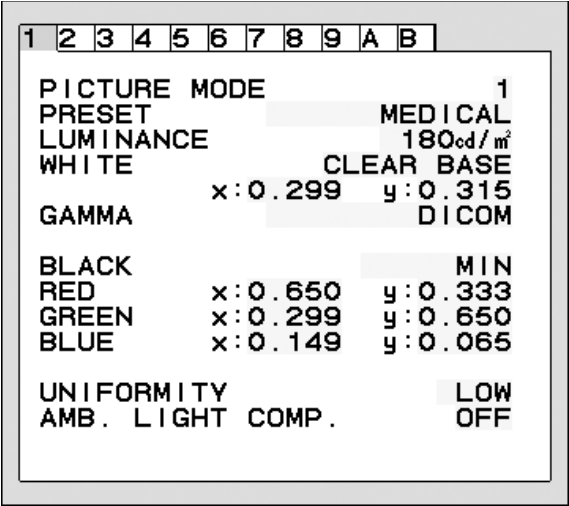 1 2 3 4 5 6 7 8 9 A B
PICTURE MODE 1
PRESET MEDICAL
LUMINANCE 180cd/㎡
WHITE CLEAR BASE
x:0.299 y:0.315
GAMMA DICOM
BLACK MIN
RED x:0.650 y:0.333
GREEN x:0.299 y:0.650
BLUE x:0.149 y:0.065
UNIFORMITY LOW
AMB. LIGHT COMP. OFF